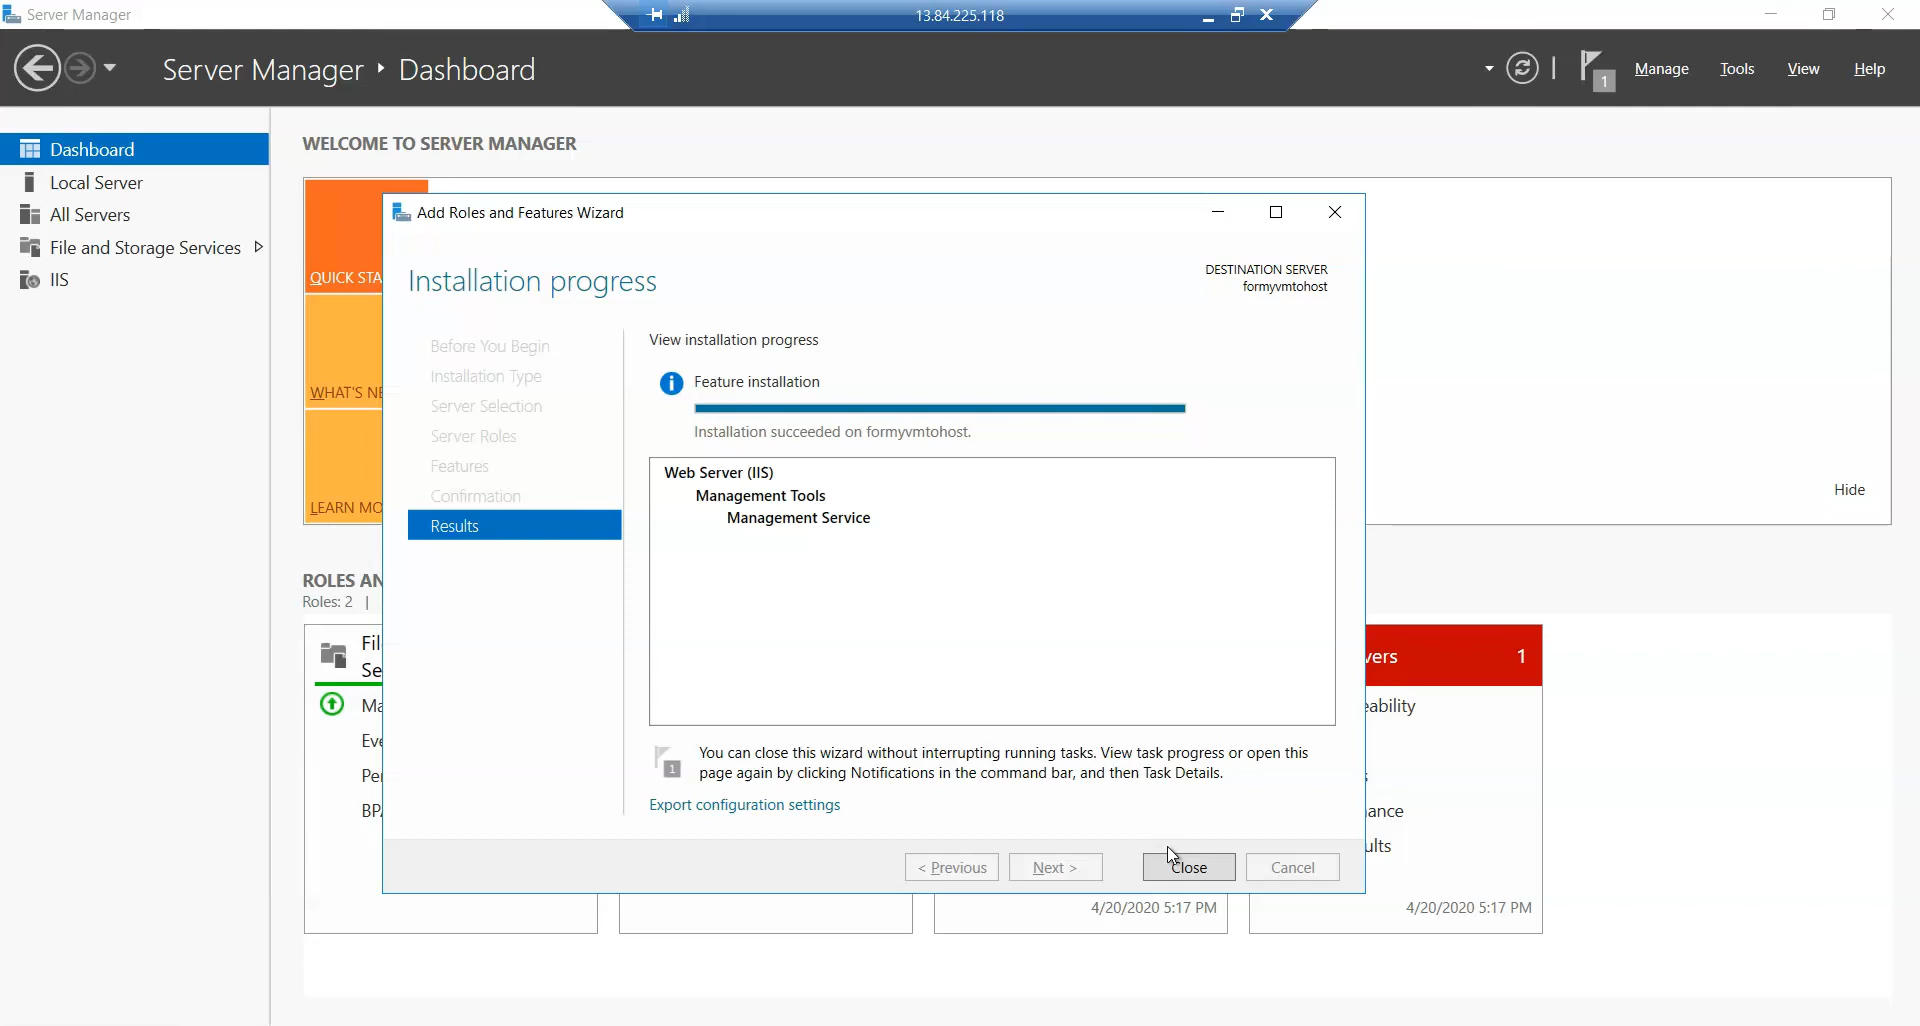 Server Manager
13.84.225.118
Server Manager
Dashboard
1
Manage
Tools
View
Help
Dashboard
Local Server
All Servers
File and Storage Services
IIS
WELCOME TO SERVER MANAGER
QUICK STA
WHAT'S NE
LEARN MO
Hide
Add Roles and Features Wizard
Installation progress
DESTINATION SERVER
formyvmtohost
Before You Begin
Installation Type
Server Selection
Server Roles
Features
Confirmation
Results
View installation progress
Feature installation
Installation succeeded on formyvmtohost.
Web Server (IIS)
Management Tools
Management Service
1
You can close this wizard without interrupting running tasks. View task progress or open this
page again by clicking Notifications in the command bar, and then Task Details.
Export configuration settings
< Previous
Next >
Close
Cancel
ROLES AN
Roles: 2 |
Fil
Se
Ma
Eve
Per
BPA
vers
1
eability
ance
ults
4/20/2020 5:17 PM
4/20/2020 5:17 PM